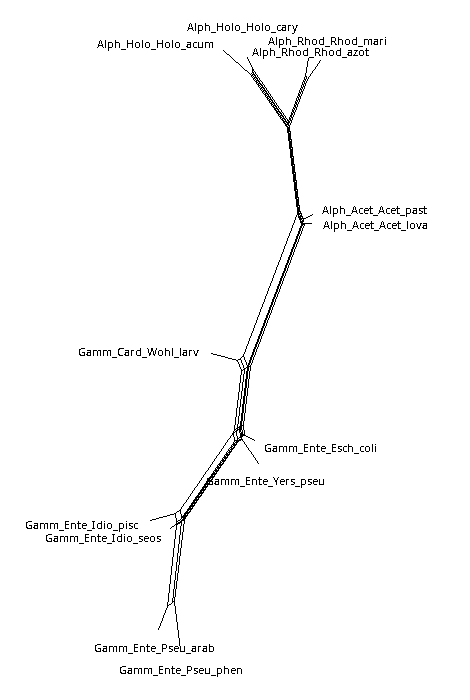 Alph_Holo_Holo_cary
Alph_Holo_Holo_acum
Alph_Rhod_Rhod_mari
Alph_Rhod_Rhod_azot
Alph_Acet_Acet_past
Alph_Acet_Acet_lova
Gamm_Card_Wohl_larv
Gamm_Ente_Esch_coli
Gamm_Ente_Yers_pseu
Gamm_Ente_Idio_pisc
Gamm_Ente_Idio_seos
Gamm_Ente_Pseu_arab
Gamm_Ente_Pseu_phen